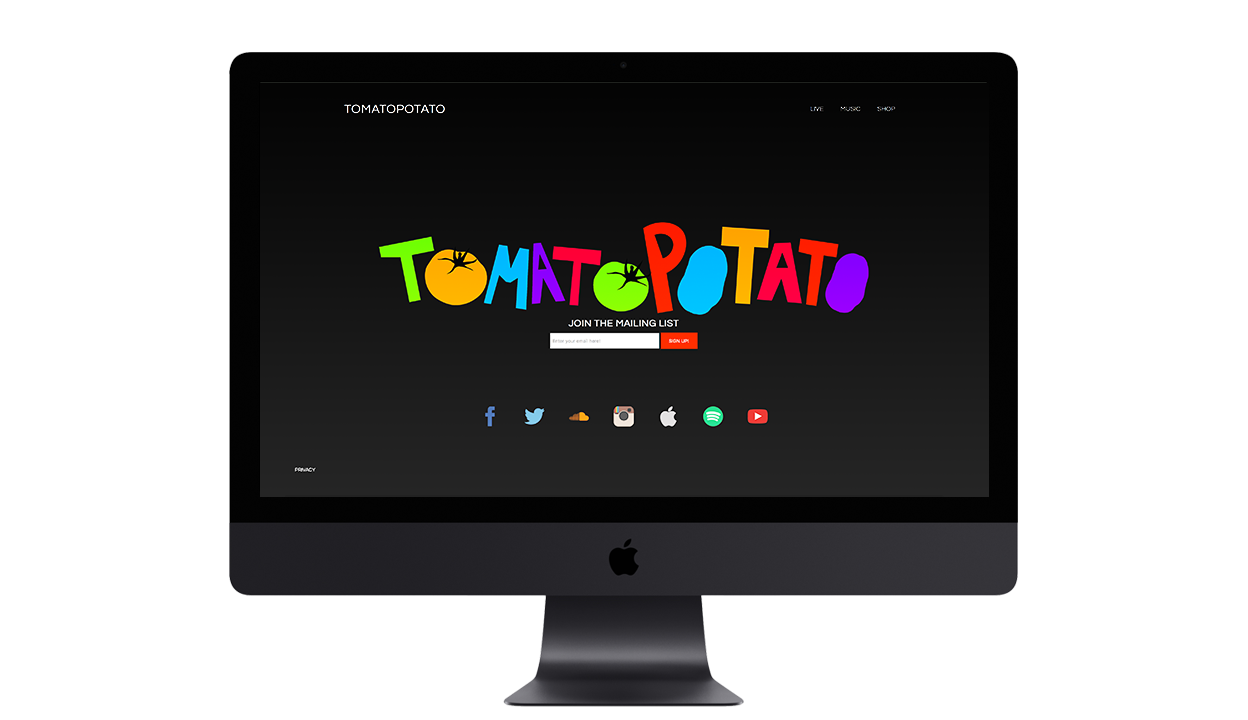 TOMATOPOTATO
LIVE MUSIC SHOP
TOMATOPOTATO
JOIN THE MAILING LIST
Enter your email here!
SIGN UP!
PRIVACY